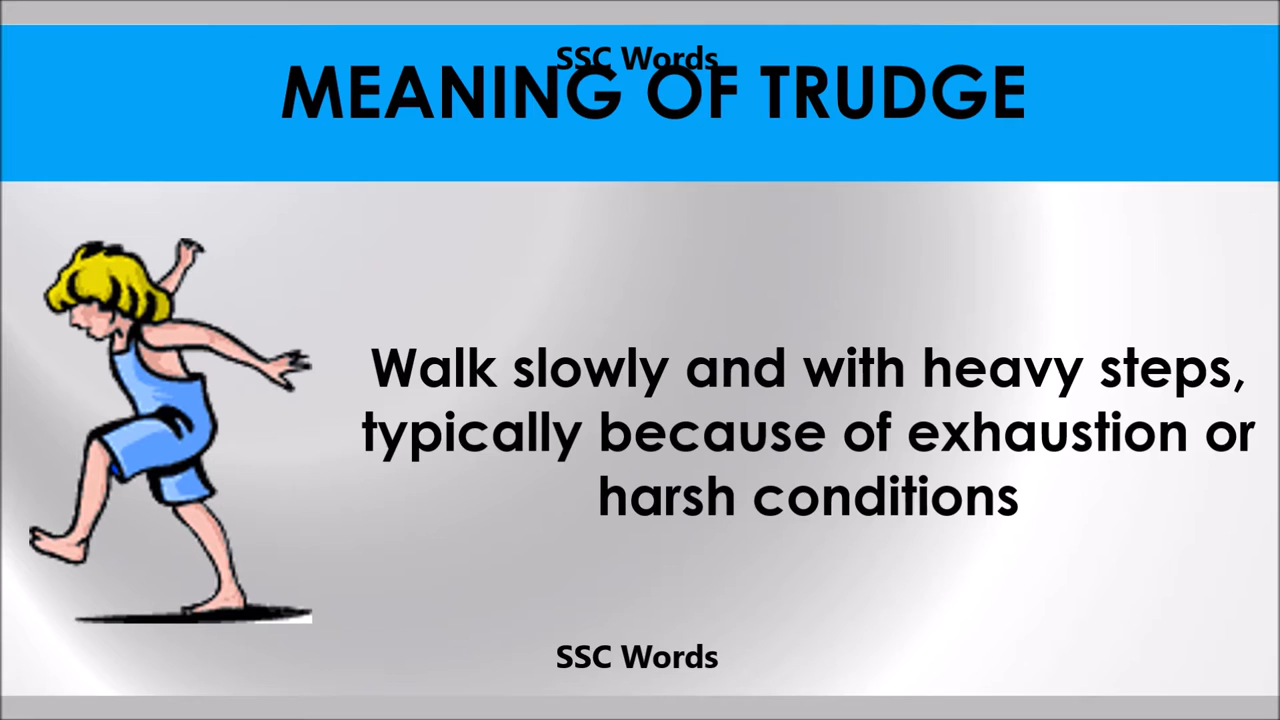 SSC Words
MEANING OF TRUDGE
Walk slowly and with heavy steps,
typically because of exhaustion or
harsh conditions
SSC Words